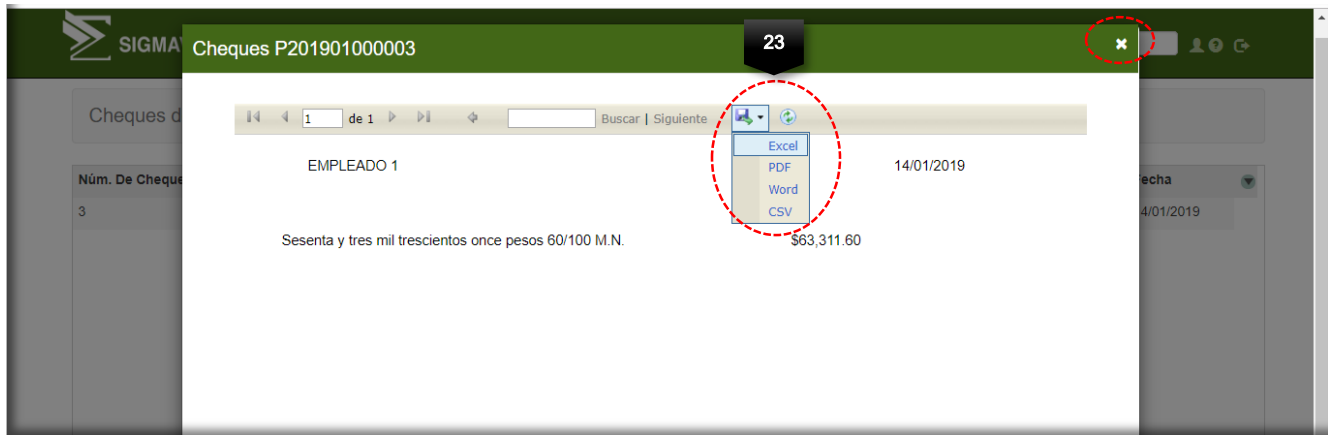 SIGMA
Cheques P201901000003
23
Cheques d
1 de 1 Buscar | Siguiente
Excel
EMPLEADO 1 PDF 14/01/2019
Word
CSV
Núm. De Cheque echa
3 4/01/2019
Sesenta y tres mil trescientos once pesos 60/100 M.N. $63,311.60